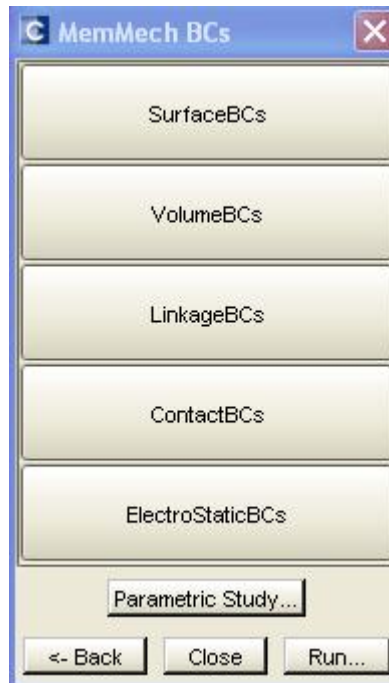 C MemMech BCs
SurfaceBCs
VolumeBCs
LinkageBCs
ContactBCs
ElectroStaticBCs
Parametric Study...
<- Back Close Run...